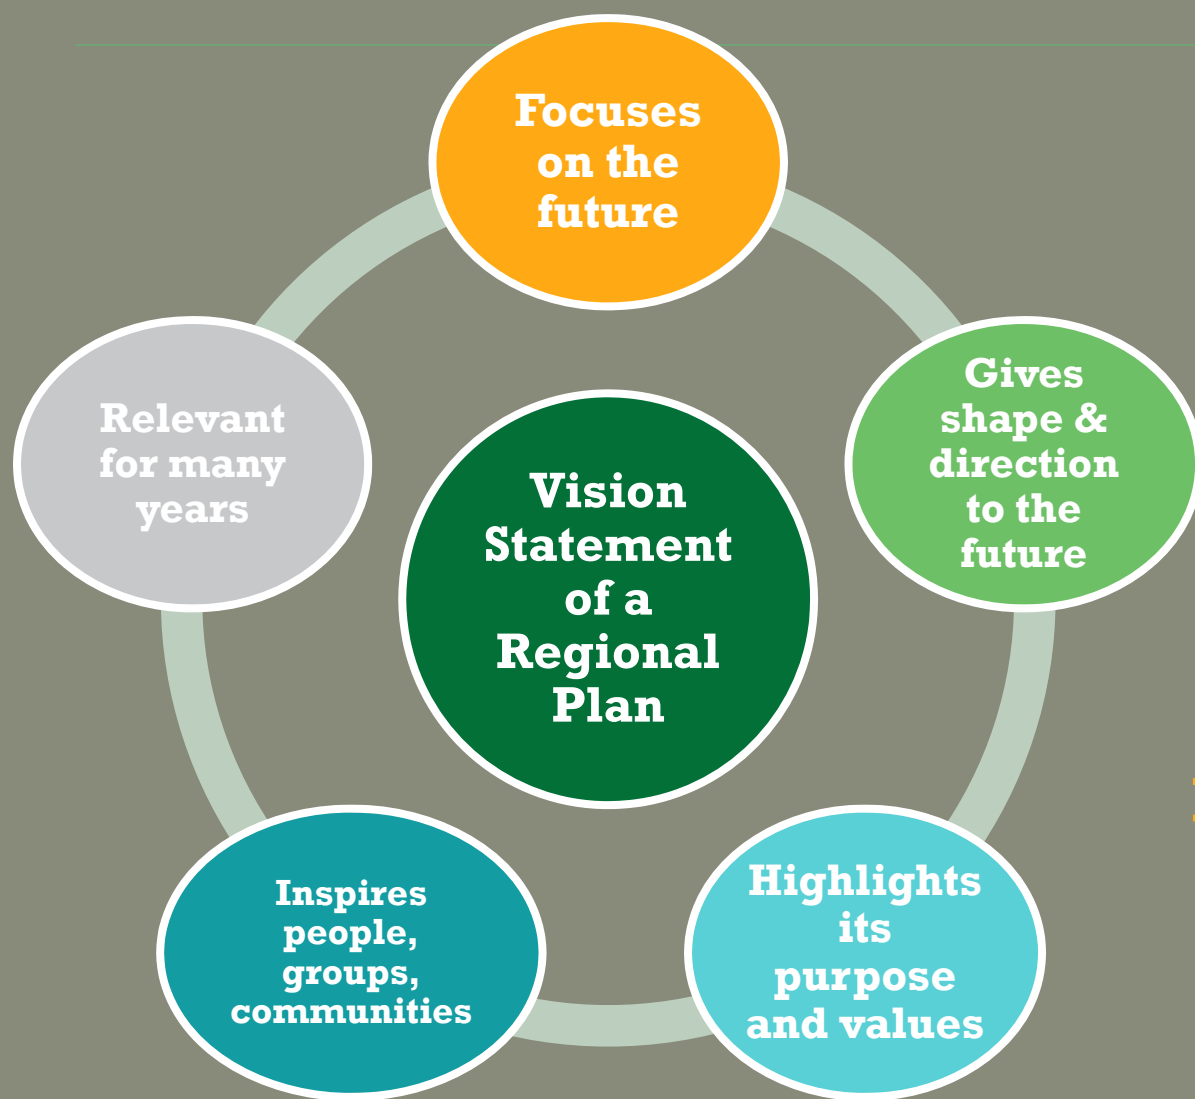 Focuses
on the
future
Gives
shape &
direction
to the
future
Highlights
its
purpose
and values
Inspires
people,
groups,
communities
Relevant
for many
years
Vision
Statement
of a
Regional
Plan